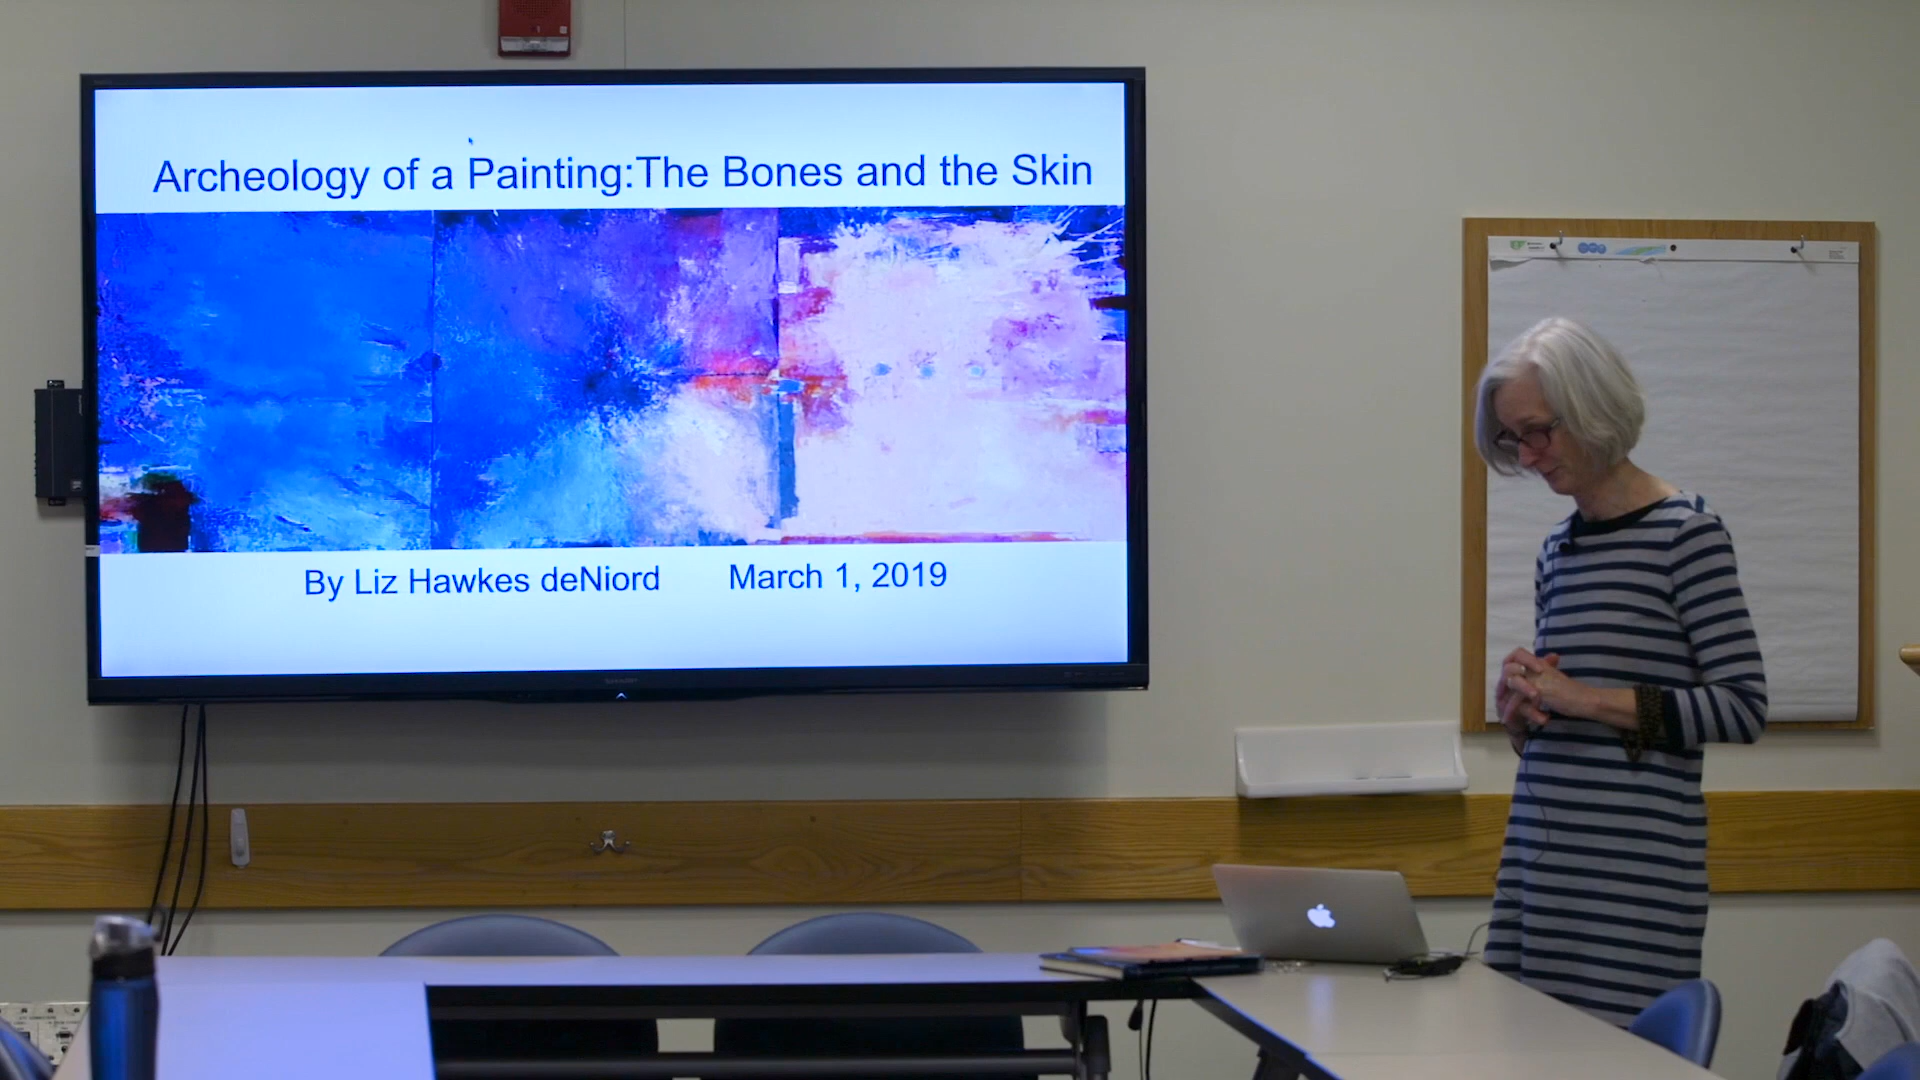 Archeology of a Painting:The Bones and the Skin
By Liz Hawkes deNiord March 1, 2019